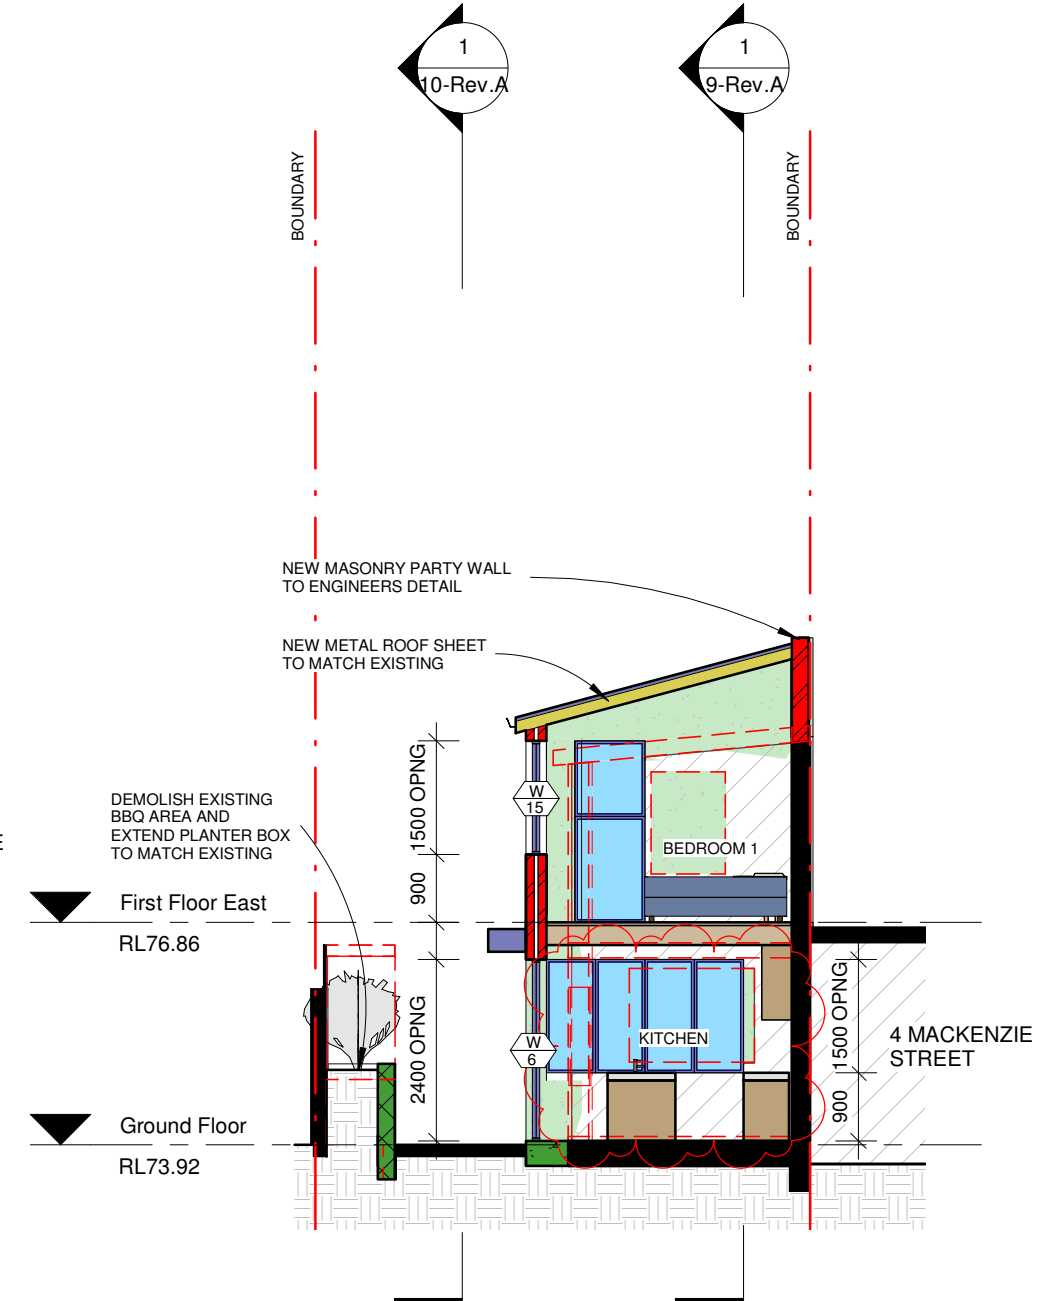 1
10-Rev.A
1
9-Rev.A
BOUNDARY
BOUNDARY
NEW MASONRY PARTY WALL
TO ENGINEERS DETAIL
NEW METAL ROOF SHEET
TO MATCH EXISTING
1500 OPNG
W
15
DEMOLISH EXISTING
BBQ AREA AND
EXTEND PLANTER BOX
TO MATCH EXISTING
E
BEDROOM 1
900
First Floor East
RL76.86
2400 OPNG
W
6
KITCHEN
1500 OPNG
4 MACKENZIE
STREET
900
Ground Floor
RL73.92